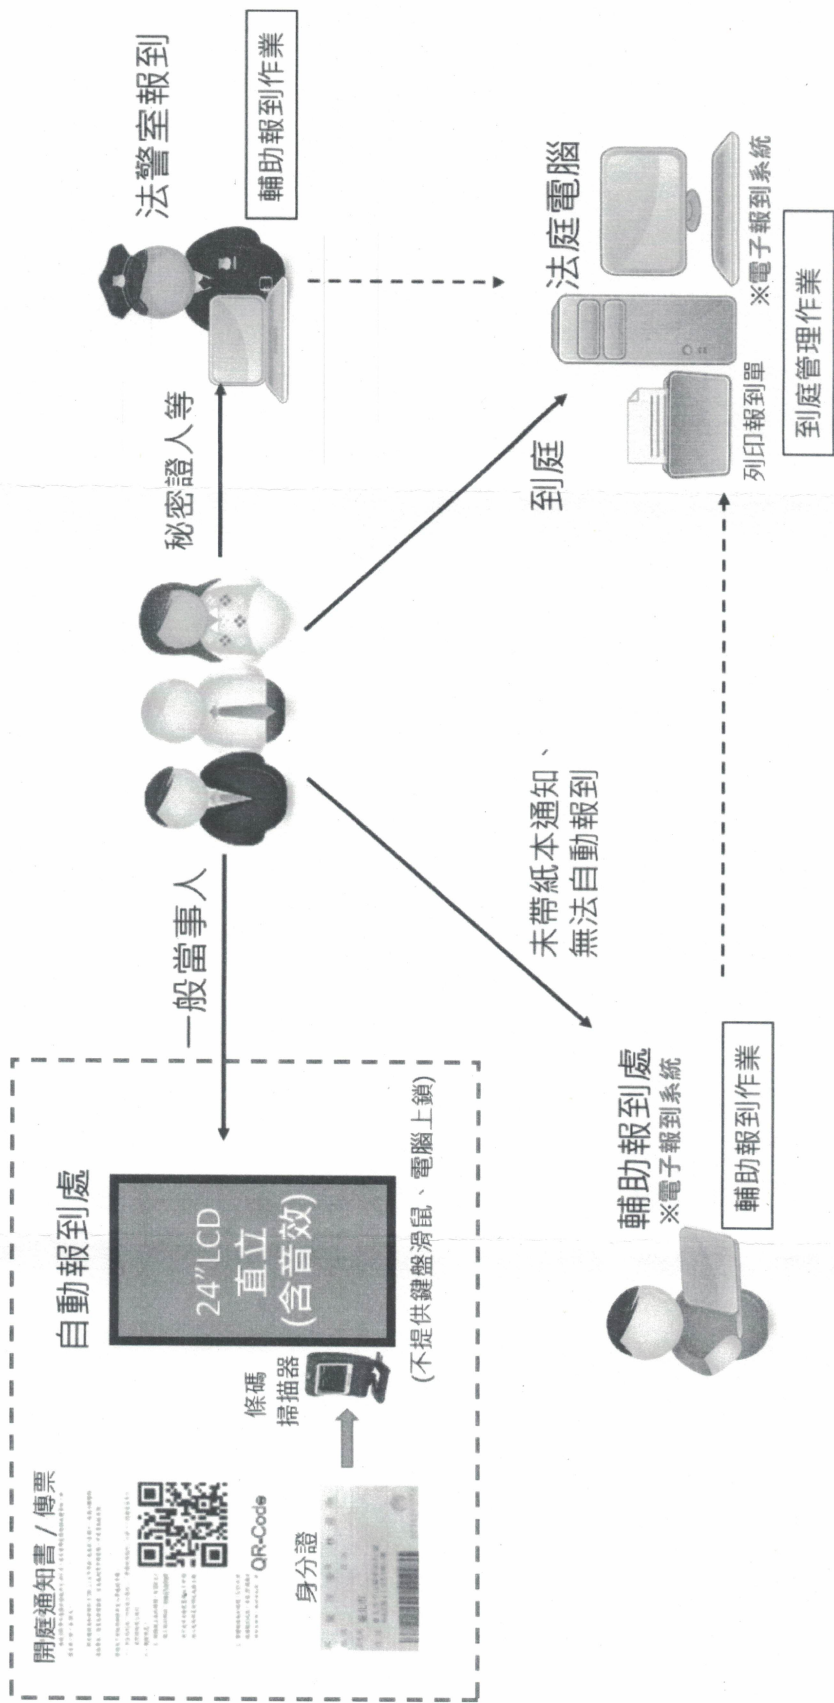 開庭通知書 / 傳票
QR-Code
身分證
條碼
掃描器
自動報到處
24”LCD
直立
(含音效)
(不提供鍵盤滑鼠、電腦上鎖)
一般當事人
秘密證人等
法警室報到
輔助報到作業
未帶紙本通知、
無法自動報到
到庭
輔助報到處
※電子報到系統
輔助報到作業
法庭電腦
列印報到單
※電子報到系統
到庭管理作業